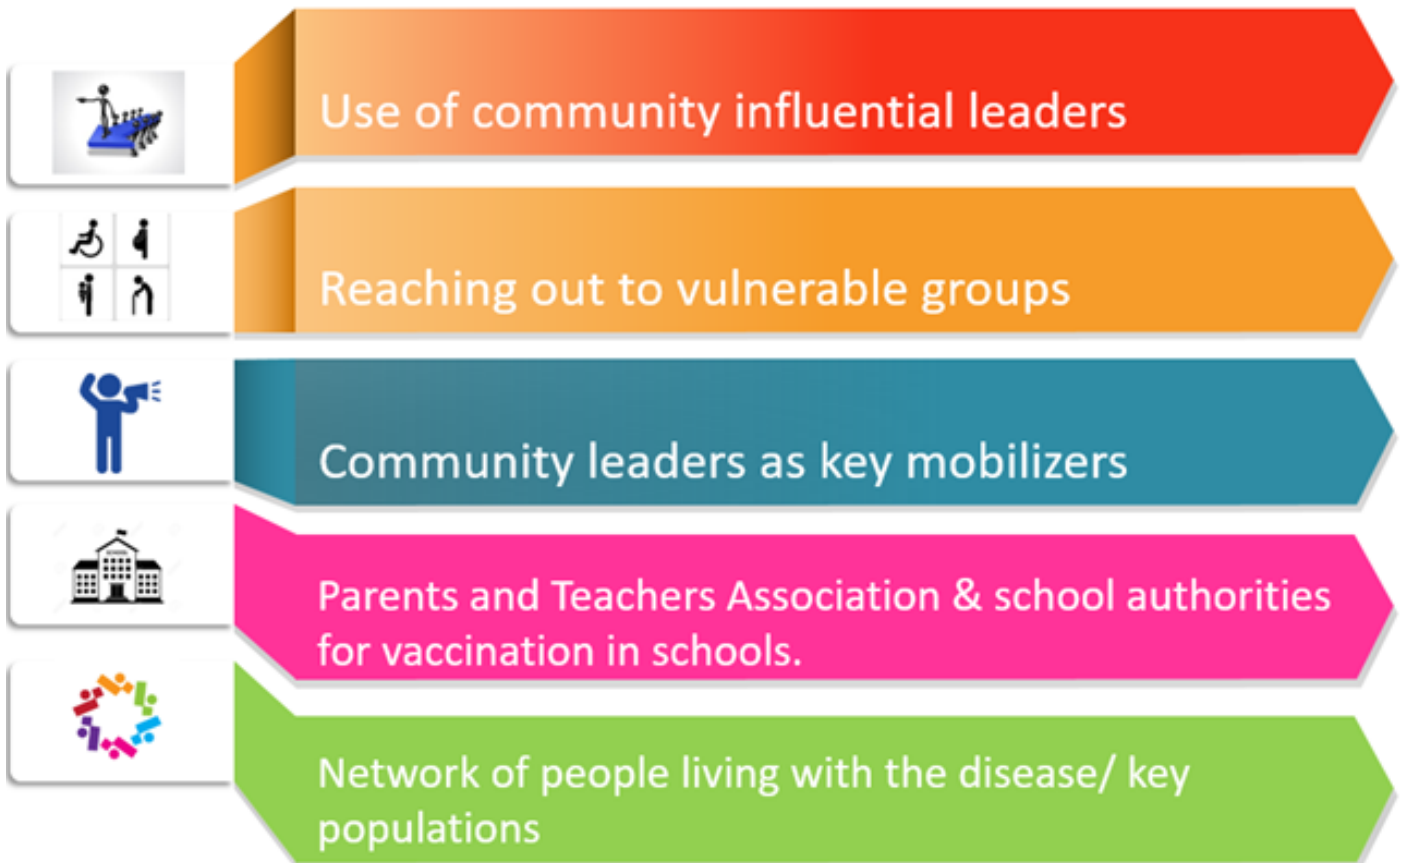 Use of community influential leaders
Reaching out to vulnerable groups
Community leaders as key mobilizers
Parents and Teachers Association & school authorities
for vaccination in schools.
Network of people living with the disease/ key
populations